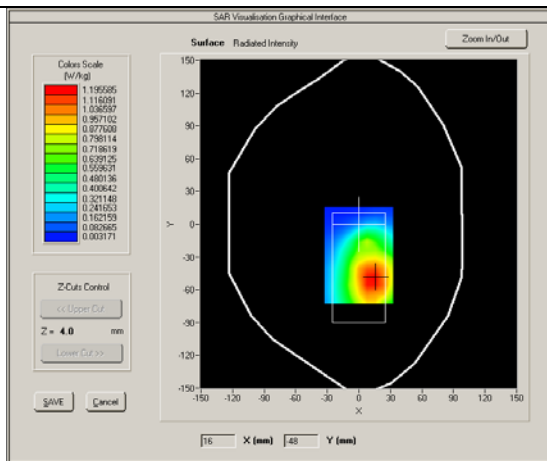 SAR Visualisation Graphical Interface
Surface Radiated Intensity
Zoom In/Out
Colors Scale
(W/kg)
1.195585
1.116091
1.036597
0.957102
0.877608
0.798114
0.718619
0.639125
0.559631
0.480136
0.400642
0.321148
0.241653
0.162159
0.082665
0.003171
Z-Cuts Control
<< Upper Cut
Z = 4.0 mm
Lower Cut >>
SAVE Cancel
150
120
90
60
30
0
-30
-60
-90
-120
-150
Y
-150 -120 -90 -60 -30 0 30 60 90 120 150
X
16 X (mm) -48 Y (mm)